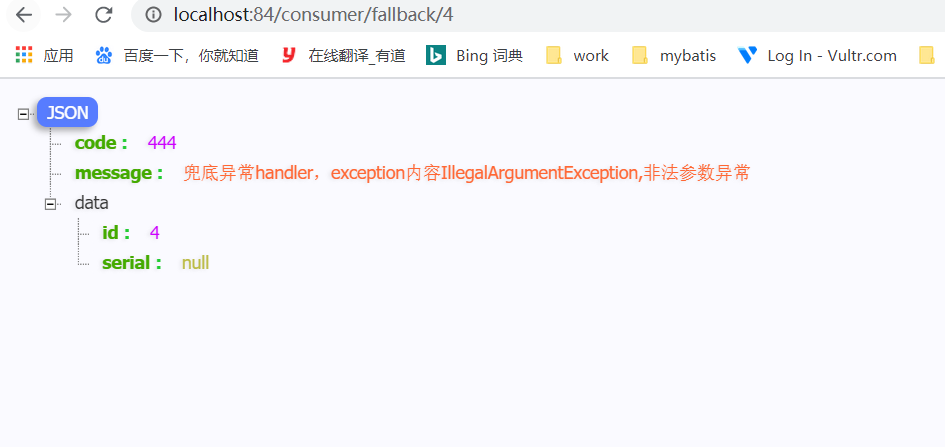 localhost:84/consumer/fallback/4
应用 百度一下，你就知道 在线翻译_有道 Bing 词典 work mybatis Log In - Vultr.com
JSON
code : 444
message : 兜底异常handler，exception内容IllegalArgumentException,非法参数异常
data
id : 4
serial : null